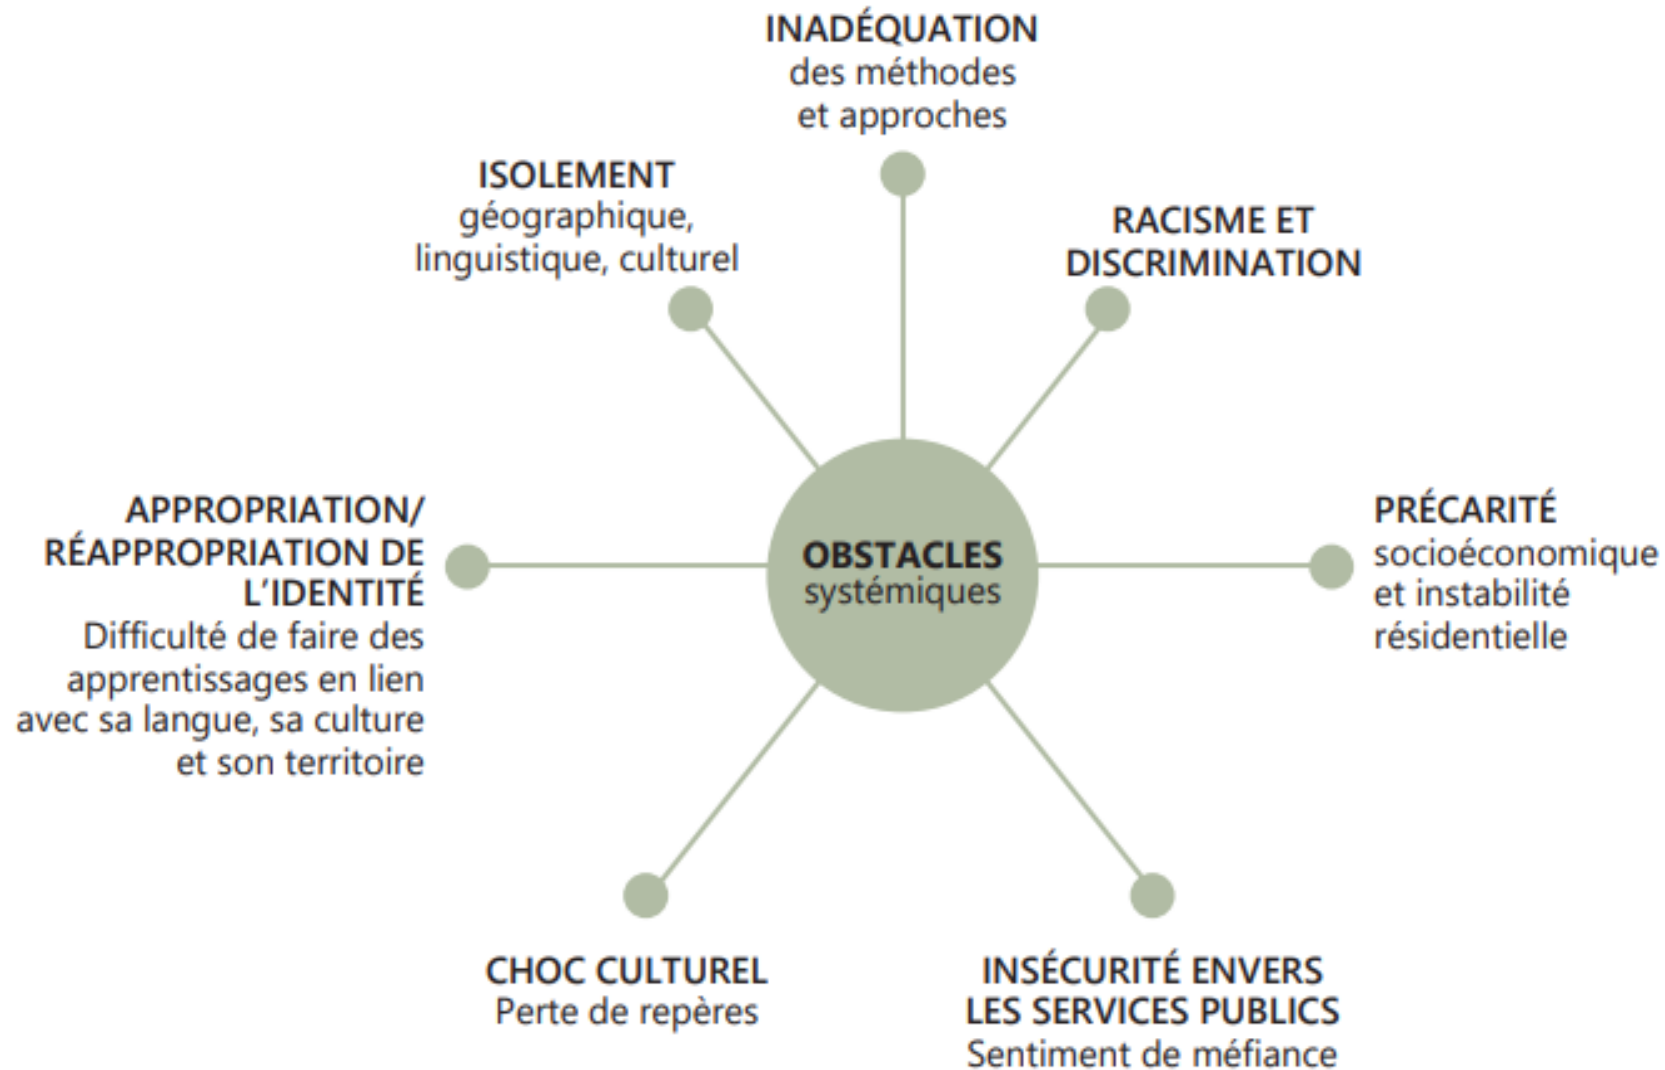 INADÉQUATION
des méthodes
et approches
ISOLEMENT
géographique,
linguistique, culturel
RACISME ET
DISCRIMINATION
APPROPRIATION/
RÉAPPROPRIATION DE
L'IDENTITÉ
Difficulté de faire des
apprentissages en lien
avec sa langue, sa culture
et son territoire
OBSTACLES
systémiques
PRÉCARITÉ
socioéconomique
et instabilité
résidentielle
CHOC CULTUREL
Perte de repères
INSÉCURITÉ ENVERS
LES SERVICES PUBLICS
Sentiment de méfiance